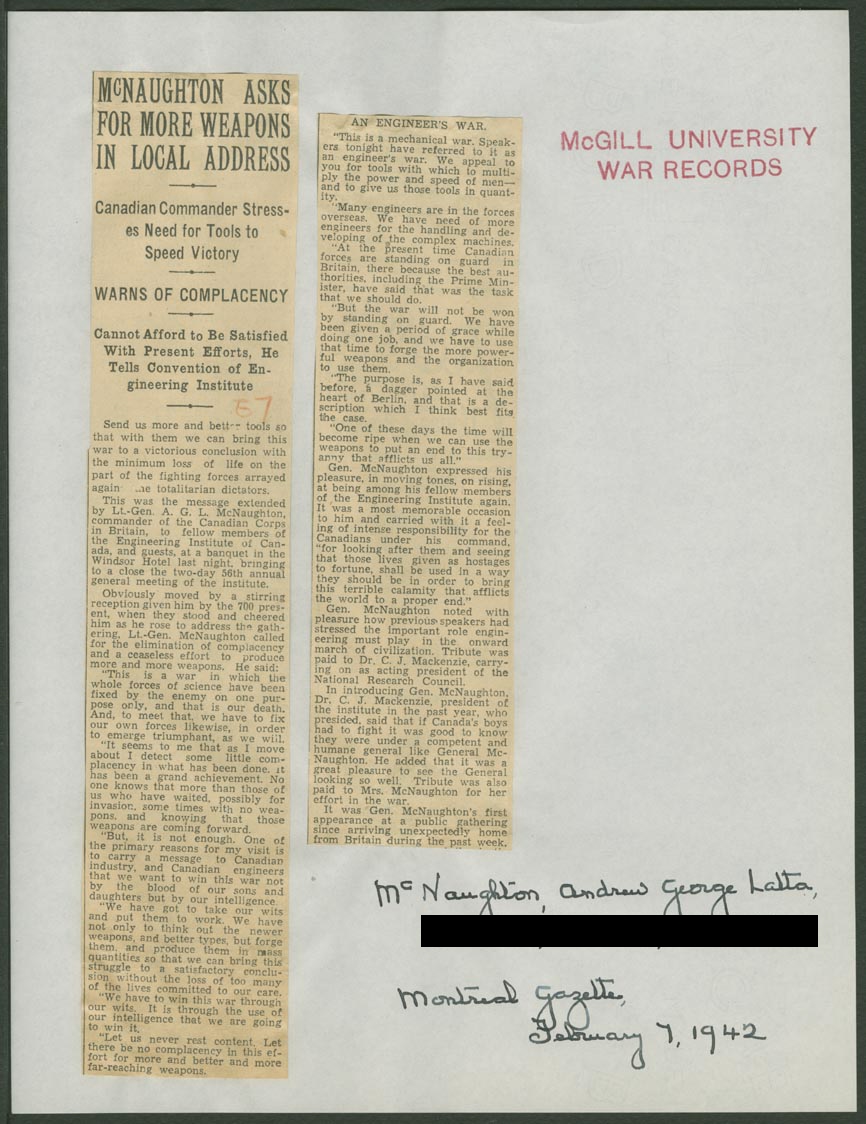 McNAUGHTON ASKS
FOR MORE WEAPONS
IN LOCAL ADDRESS
Canadian Commander Stress-
es Need for Tools to
Speed Victory
WARNS OF COMPLACENCY
Cannot Afford to Be Satisfied
With Present Efforts, He
Tells Convention of En-
gineering Institute
E7
Send us more and better tools so
that with them we can bring this
war to a victorious conclusion with
the minimum loss of life on the
part of the fighting forces arrayed
again ..ne totalitarian dictators.
This was the message extended
by Lt.-Gen. A. G. L. McNaughton,
commander of the Canadian Corps
in Britain, to fellow members of
the Engineering Institute of Can-
ada, and guests, at a banquet in the
Windsor Hotel last night, bringing
to a close the two-day 56th annual
general meeting of the institute.
Obviously moved by a stirring
reception given him by the 700 pres-
ent, when they stood and cheered
him as he rose to address the gath-
ering, Lt.-Gen. McNaughton called
for the elimination of complacency
and a ceaseless effort to produce
more and more weapons. He said:
"This is a war in which the
whole forces of science have been
fixed by the enemy on one pur-
pose only, and that is our death.
And, to meet that, we have to fix
our own forces likewise, in order
to emerge triumphant, as we will.
"It seems to me that as I move
about I detect some little com-
placency in what has been done. It
has been a grand achievement. No
one knows that more than those of
us who have waited, possibly for
invasion, some times with no wea-
pons, and knowing that those
weapons are coming forward.
"But, it is not enough. One of
the primary reasons for my visit is
to carry a message to Canadian
industry, and Canadian engineers
that we want to win this war not
by the blood of our sons and
daughters but by our intelligence.
"We have got to take our wits
and put them to work. We have
not only to think out the newer
weapons, and better types, but forge
them, and produce them in mass
quantities so that we can bring this
struggle to a satisfactory conclu-
sion without the loss of too many
of the lives committed to our care.
"We have to win this war through
our wits. It is through the use of
our intelligence that we are going
to win it.
"Let us never rest content. Let
there be no complacency in this ef-
fort for more and better and more
far-reaching weapons.
AN ENGINEER'S WAR.
"This is a mechanical war. Speak-
ers tonight have referred to it as
an engineer's war. We appeal to
you for tools with which to multi-
ply the power and speed of men—
and to give us those tools in quant-
ity.
"Many engineers are in the forces
overseas. We have need of more
engineers for the handling and de-
veloping of the complex machines.
"At the present time Canadian
forces are standing on guard in
Britain, there because the best au-
thorities, including the Prime Min-
ister, have said that was the task
that we should do.
"But the war will not be won
by standing on guard. We have
been given a period of grace while
doing one job, and we have to use
that time to forge the more power-
ful weapons and the organization
to use them.
"The purpose is, as I have said
before, a dagger pointed at the
heart of Berlin, and that is a de-
scription which I think best fits
the case.
"One of these days the time will
become ripe when we can use the
weapons to put an end to this tyr-
anny that afflicts us all."
Gen. McNaughton expressed his
pleasure, in moving tones, on rising,
at being among his fellow members
of the Engineering Institute again.
It was a most memorable occasion
to him and carried with it a feel-
ing of intense responsibility for the
Canadians under his command,
"for looking after them and seeing
that those lives given as hostages
to fortune, shall be used in a way
they should be in order to bring
this terrible calamity that afflicts
the world to a proper end."
Gen. McNaughton noted with
pleasure how previous speakers had
stressed the important role engin-
eering must play in the onward
march of civilization. Tribute was
paid to Dr. C. J. Mackenzie, carry-
ing on as acting president of the
National Research Council.
In introducing Gen. McNaughton,
Dr. C. J. Mackenzie, president of
the institute in the past year, who
presided, said that if Canada's boys
had to fight it was good to know
they were under a competent and
humane general like General Mc-
Naughton. He added that it was a
great pleasure to see the General
looking so well. Tribute was also
paid to Mrs. McNaughton for her
effort in the war.
It was Gen. McNaughton's first
appearance at a public gathering
since arriving unexpectedly home
from Britain during the past week.
McGILL UNIVERSITY
WAR RECORDS
McNaughton, Andrew George Latta,
Montreal Gazette,
February 7, 1942